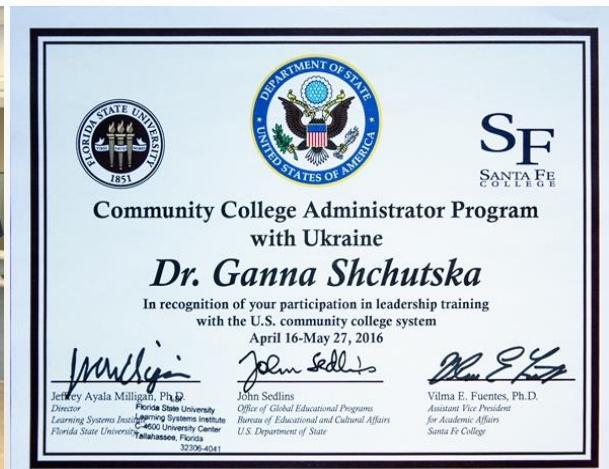 FLORIDA STATE UNIVERSITY
1851
DEPARTMENT OF STATE
UNITED STATES OF AMERICA
SF
SANTA FE
COLLEGE
Community College Administrator Program
with Ukraine
Dr. Ganna Shchutska
In recognition of your participation in leadership training
with the U.S. community college system
April 16-May 27, 2016
Jeffrey Ayala Milligan, Ph.D.
Director
Learning Systems Institute
Florida State University
Florida State University
Learning Systems Institute
C-4600 University Center
Tallahassee, Florida
32306-4041
John Sedlins
John Sedlins
Office of Global Educational Programs
Bureau of Educational and Cultural Affairs
U.S. Department of State
Vilma E. Fuentes, Ph.D.
Assistant Vice President
for Academic Affairs
Santa Fe College